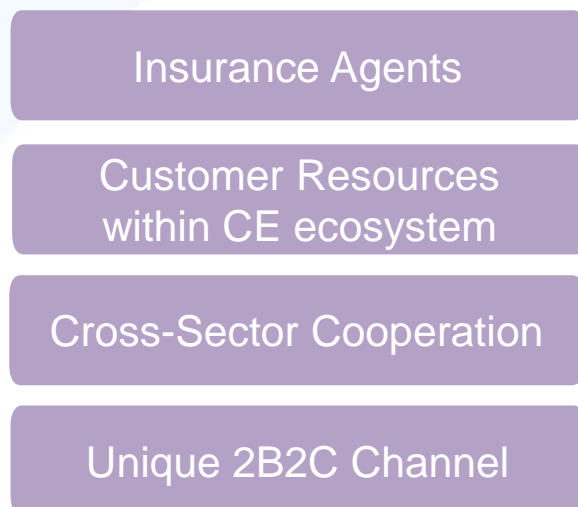 Insurance Agents
Customer Resources
within CE ecosystem
Cross-Sector Cooperation
Unique 2B2C Channel